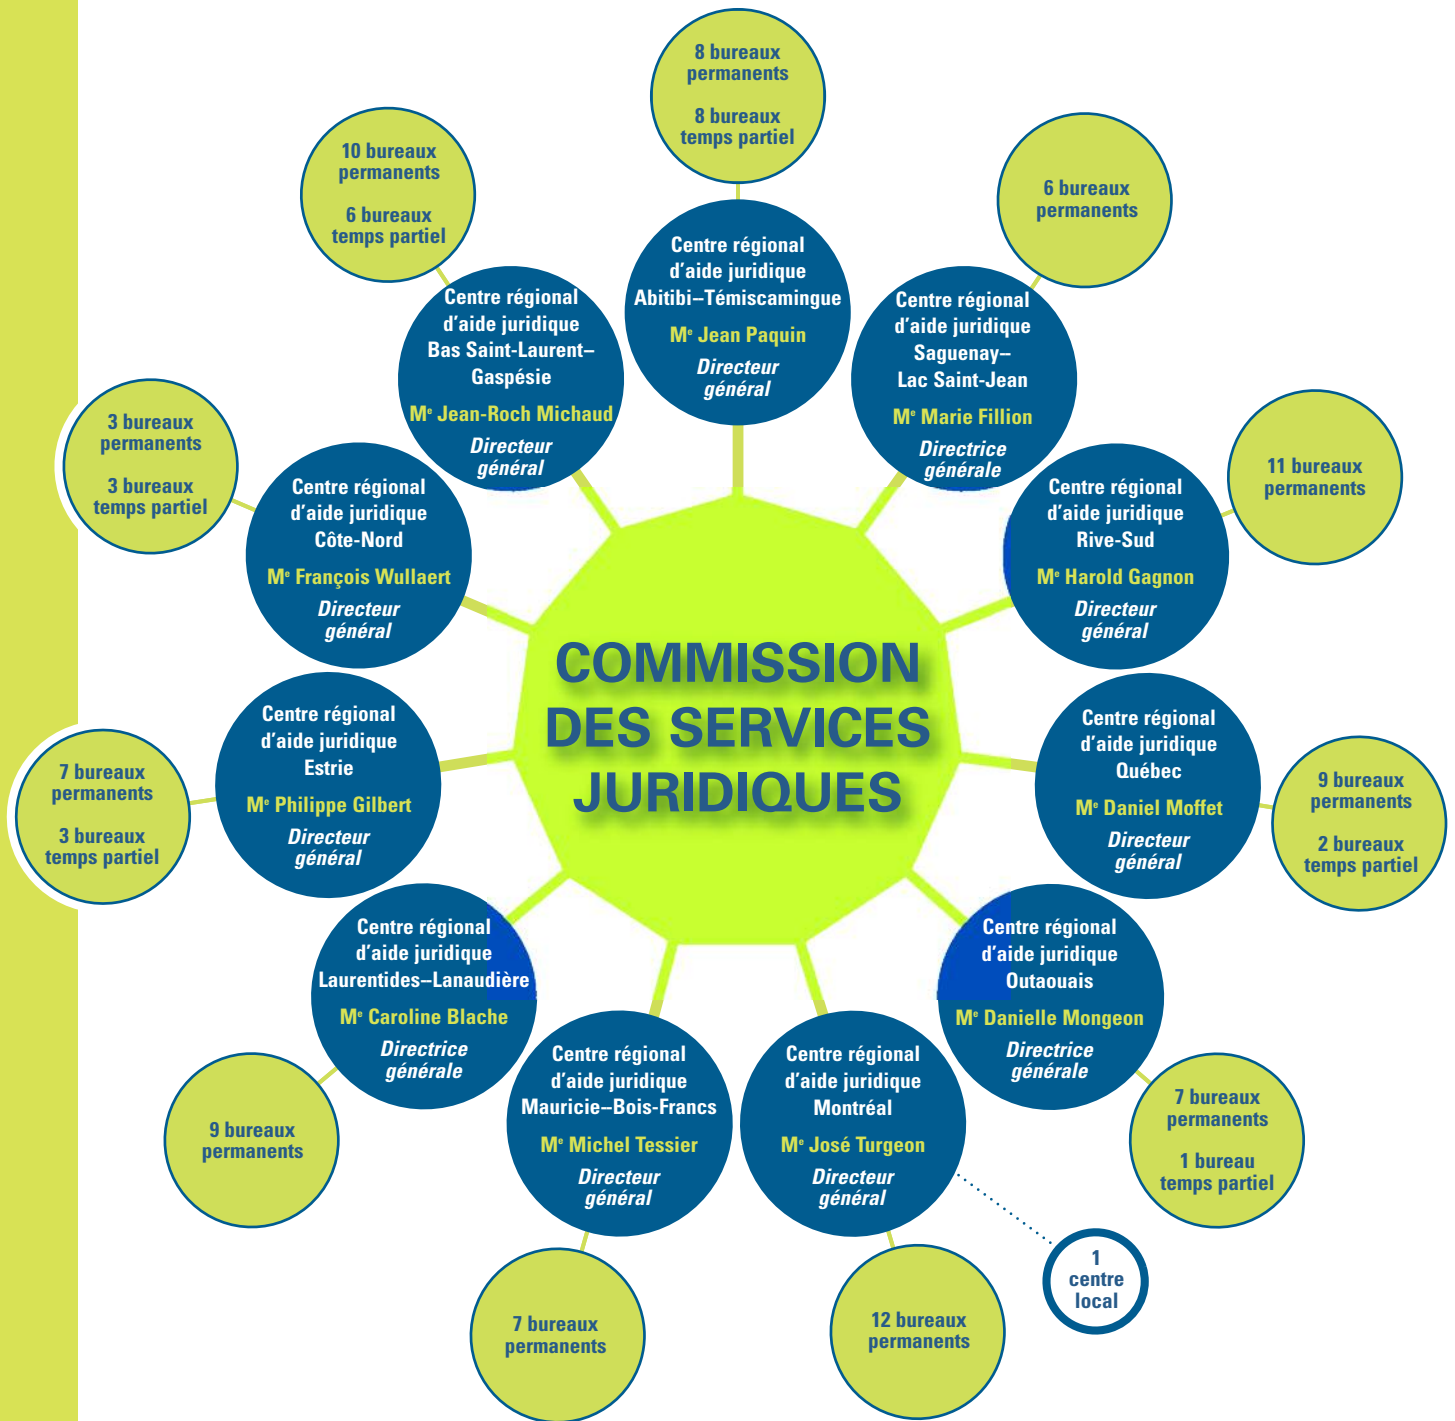 8 bureaux
permanents
8 bureaux
temps partiel
Centre régional
d'aide juridique
Abitibi–Témiscamingue
Me Jean Paquin
Directeur
général
6 bureaux
permanents
Centre régional
d'aide juridique
Saguenay–
Lac Saint-Jean
Me Marie Fillion
Directrice
générale
11 bureaux
permanents
Centre régional
d'aide juridique
Rive-Sud
Me Harold Gagnon
Directeur
général
9 bureaux
permanents
2 bureaux
temps partiel
Centre régional
d'aide juridique
Québec
Me Daniel Moffet
Directeur
général
7 bureaux
permanents
1 bureau
temps partiel
Centre régional
d'aide juridique
Outaouais
Me Danielle Mongeon
Directrice
générale
12 bureaux
permanents
1
centre
local
Centre régional
d'aide juridique
Montréal
Me José Turgeon
Directeur
général
7 bureaux
permanents
Centre régional
d'aide juridique
Mauricie–Bois-Francs
Me Michel Tessier
Directeur
général
9 bureaux
permanents
Centre régional
d'aide juridique
Laurentides–Lanaudière
Me Caroline Blache
Directrice
générale
7 bureaux
permanents
3 bureaux
temps partiel
Centre régional
d'aide juridique
Estrie
Me Philippe Gilbert
Directeur
général
3 bureaux
permanents
3 bureaux
temps partiel
Centre régional
d'aide juridique
Côte-Nord
Me François Wullaert
Directeur
général
10 bureaux
permanents
6 bureaux
temps partiel
Centre régional
d'aide juridique
Bas Saint-Laurent–
Gaspésie
Me Jean-Roch Michaud
Directeur
général
COMMISSION
DES SERVICES
JURIDIQUES